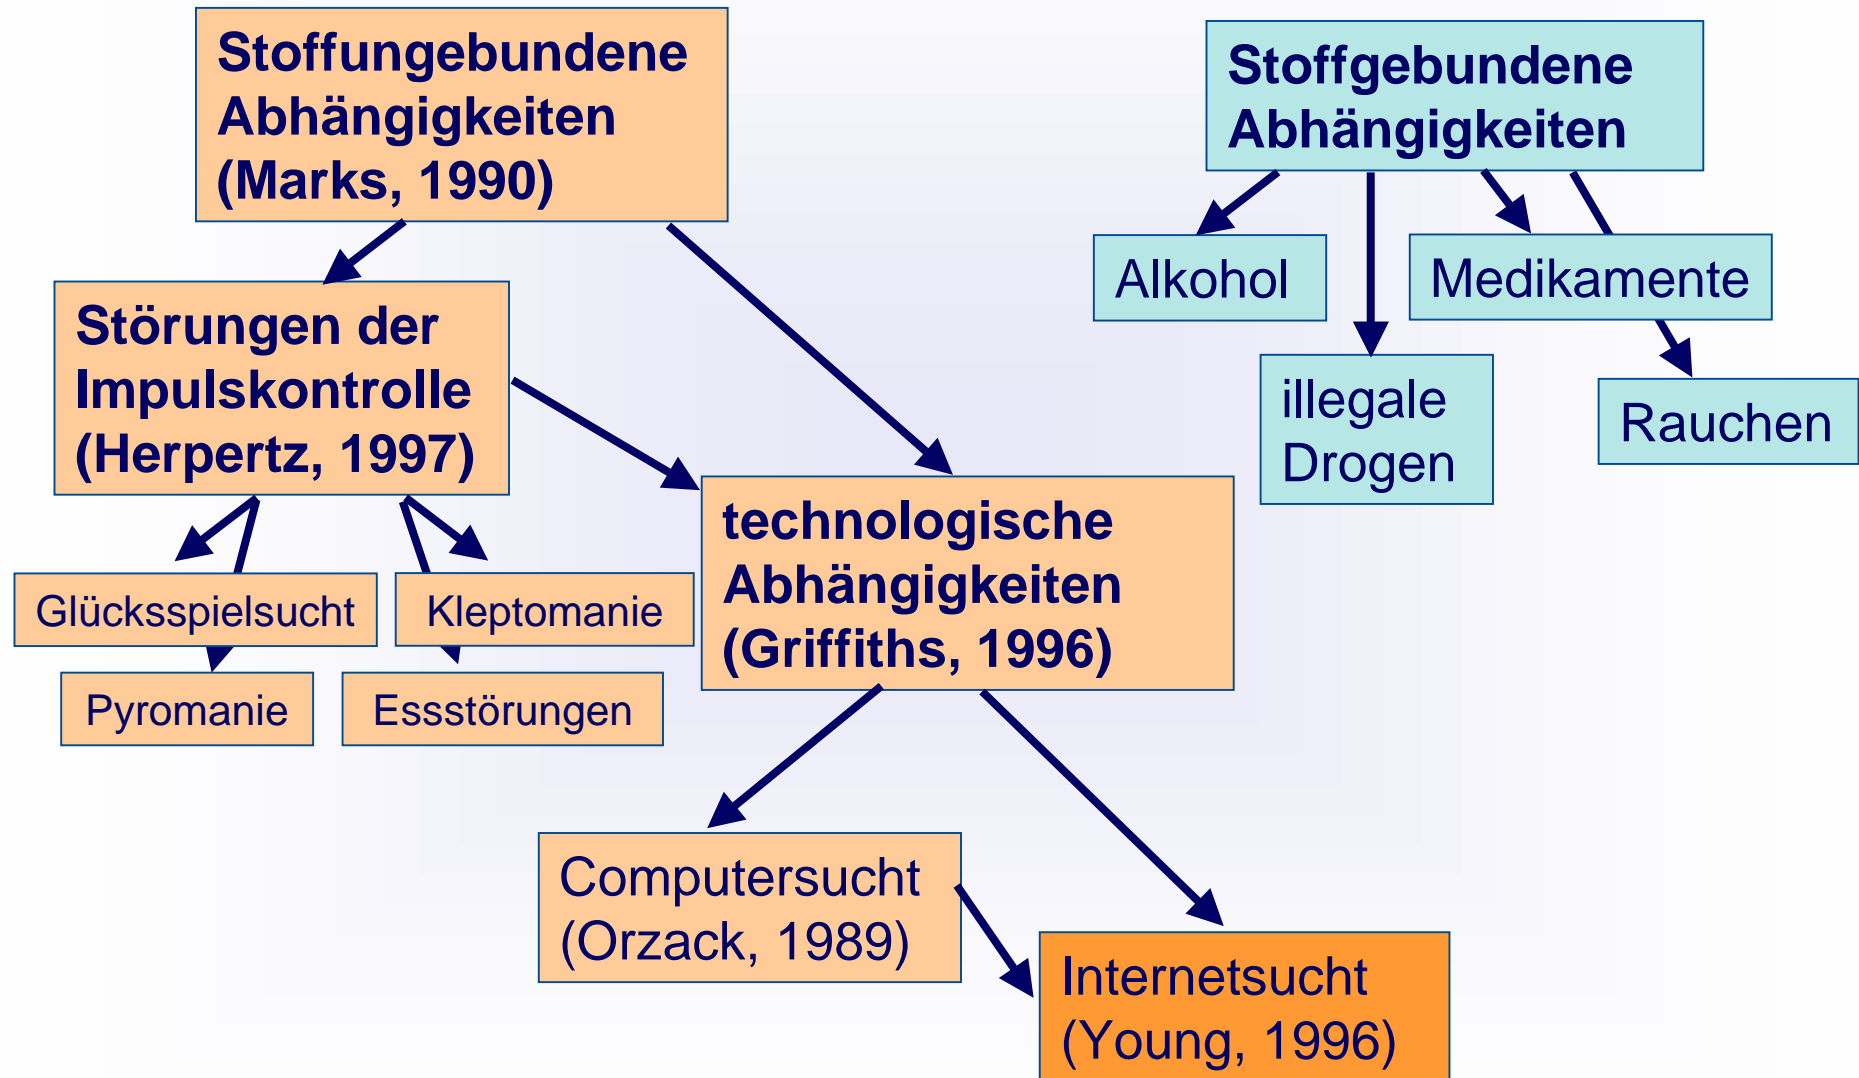 Stoffungebundene
Abhängigkeiten
(Marks, 1990)
Stoffgebundene
Abhängigkeiten
Alkohol
Medikamente
illegale
Drogen
Rauchen
Störungen der
Impulskontrolle
(Herpertz, 1997)
Glücksspielsucht
Kleptomanie
Pyromanie
Essstörungen
technologische
Abhängigkeiten
(Griffiths, 1996)
Computersucht
(Orzack, 1989)
Internetsucht
(Young, 1996)